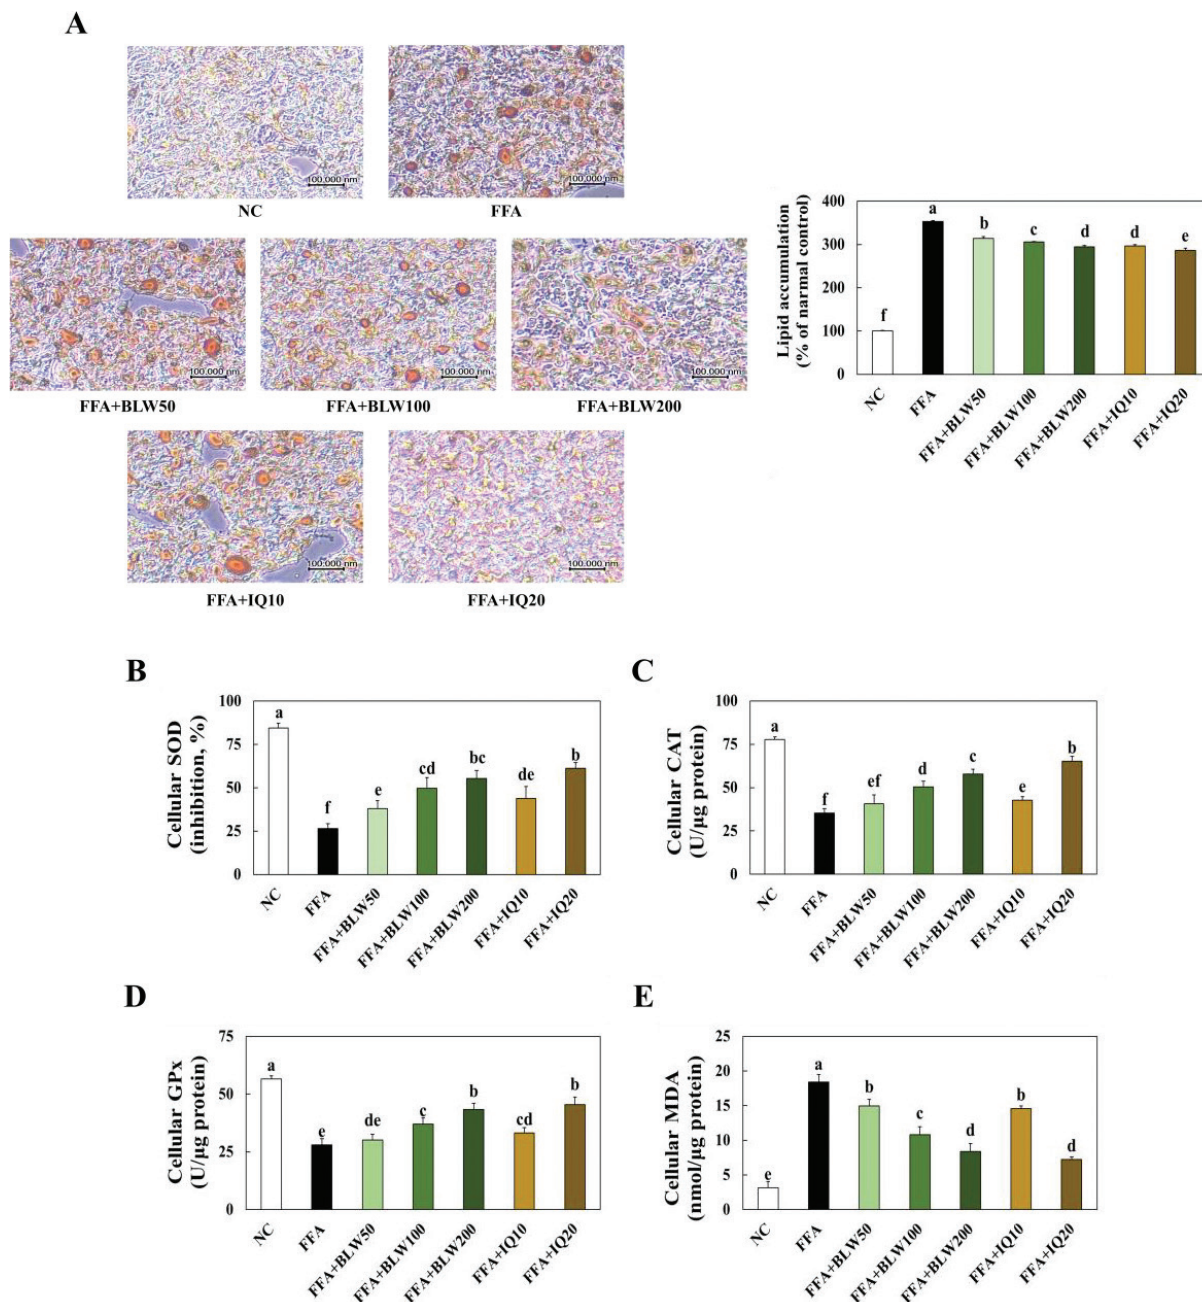 A
100.000 nm
100.000 nm
NC
FFA
100.000 nm
100.000 nm
100.000 nm
FFA+BLW50
FFA+BLW100
FFA+BLW200
100.000 nm
100.000 nm
FFA+IQ10
FFA+IQ20
Lipid accumulation
(% of narmal control)
400
300
200
100
0
f
a
b
c
d
d
e
NC
FFA
FFA+BLW50
FFA+BLW100
FFA+BLW200
FFA+IQ10
FFA+IQ20
B
Cellular SOD
(inhibition, %)
100
75
50
25
0
a
f
e
cd
bc
de
b
NC
FFA
FFA+BLW50
FFA+BLW100
FFA+BLW200
FFA+IQ10
FFA+IQ20
C
Cellular CAT
(U/μg protein)
100
75
50
25
0
a
f
ef
d
c
e
b
NC
FFA
FFA+BLW50
FFA+BLW100
FFA+BLW200
FFA+IQ10
FFA+IQ20
D
Cellular GPx
(U/μg protein)
75
50
25
0
a
e
de
c
b
cd
b
NC
FFA
FFA+BLW50
FFA+BLW100
FFA+BLW200
FFA+IQ10
FFA+IQ20
E
Cellular MDA
(nmol/μg protein)
25
20
15
10
5
0
e
a
b
c
d
b
d
NC
FFA
FFA+BLW50
FFA+BLW100
FFA+BLW200
FFA+IQ10
FFA+IQ20